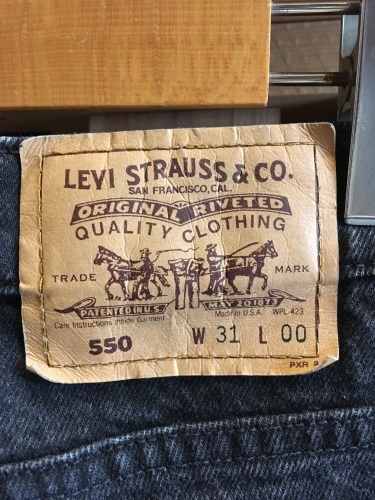 LEVI STRAUSS & CO.
SAN FRANCISCO, CAL.
ORIGINAL RIVETED
QUALITY CLOTHING
TRADE MARK
PATENTED IN U.S. MAY 20 1873
Care Instructions Inside Garment Made in U.S.A. WPL 423
550 W 31 L 00
PXR 9